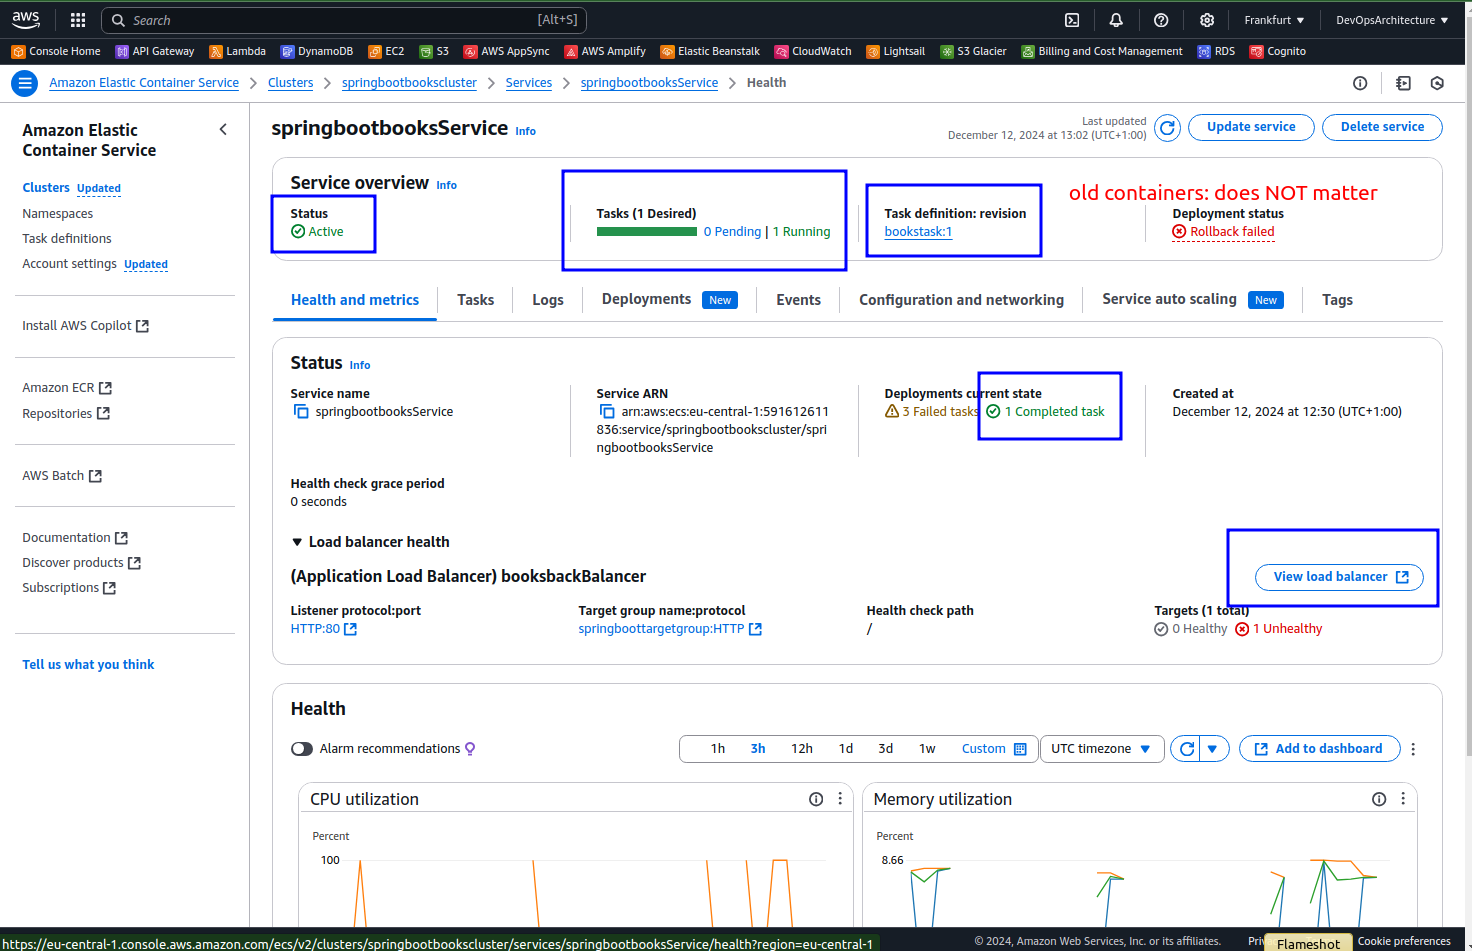 aws
Search [Alt+S]
Frankfurt ▼ DevOpsArchitecture ▼
Console Home API Gateway Lambda DynamoDB EC2 S3 AWS AppSync AWS Amplify Elastic Beanstalk CloudWatch Lightsail S3 Glacier Billing and Cost Management RDS Cognito
Amazon Elastic Container Service > Clusters > springbootbookscluster > Services > springbootbooksService > Health
Amazon Elastic
Container Service
Clusters Updated
Namespaces
Task definitions
Account settings Updated
Install AWS Copilot
Amazon ECR
Repositories
AWS Batch
Documentation
Discover products
Subscriptions
Tell us what you think
springbootbooksService Info
Last updated
December 12, 2024 at 13:02 (UTC+1:00)
Update service
Delete service
Service overview Info
old containers: does NOT matter
Status
Active
Tasks (1 Desired)
0 Pending | 1 Running
Task definition: revision
bookstask:1
Deployment status
Rollback failed
Health and metrics Tasks Logs Deployments New Events Configuration and networking Service auto scaling New Tags
Status Info
Service name
springbootbooksService
Service ARN
arn:aws:ecs:eu-central-1:591612611
836:service/springbootbookscluster/spri
ngbootbooksService
Deployments current state
3 Failed tasks 1 Completed task
Created at
December 12, 2024 at 12:30 (UTC+1:00)
Health check grace period
0 seconds
▼ Load balancer health
(Application Load Balancer) booksbackBalancer
View load balancer
Listener protocol:port
HTTP:80
Target group name:protocol
springboottargetgroup:HTTP
Health check path
/
Targets (1 total)
0 Healthy 1 Unhealthy
Health
Alarm recommendations
1h 3h 12h 1d 3d 1w Custom
UTC timezone ▼
Add to dashboard
CPU utilization
Percent
100
Memory utilization
Percent
8.66
https://eu-central-1.console.aws.amazon.com/ecs/v2/clusters/springbootbookscluster/services/springbootbooksService/health?region=eu-central-1
© 2024, Amazon Web Services, Inc. or its affiliates.
Flameshot
Cookie preferences